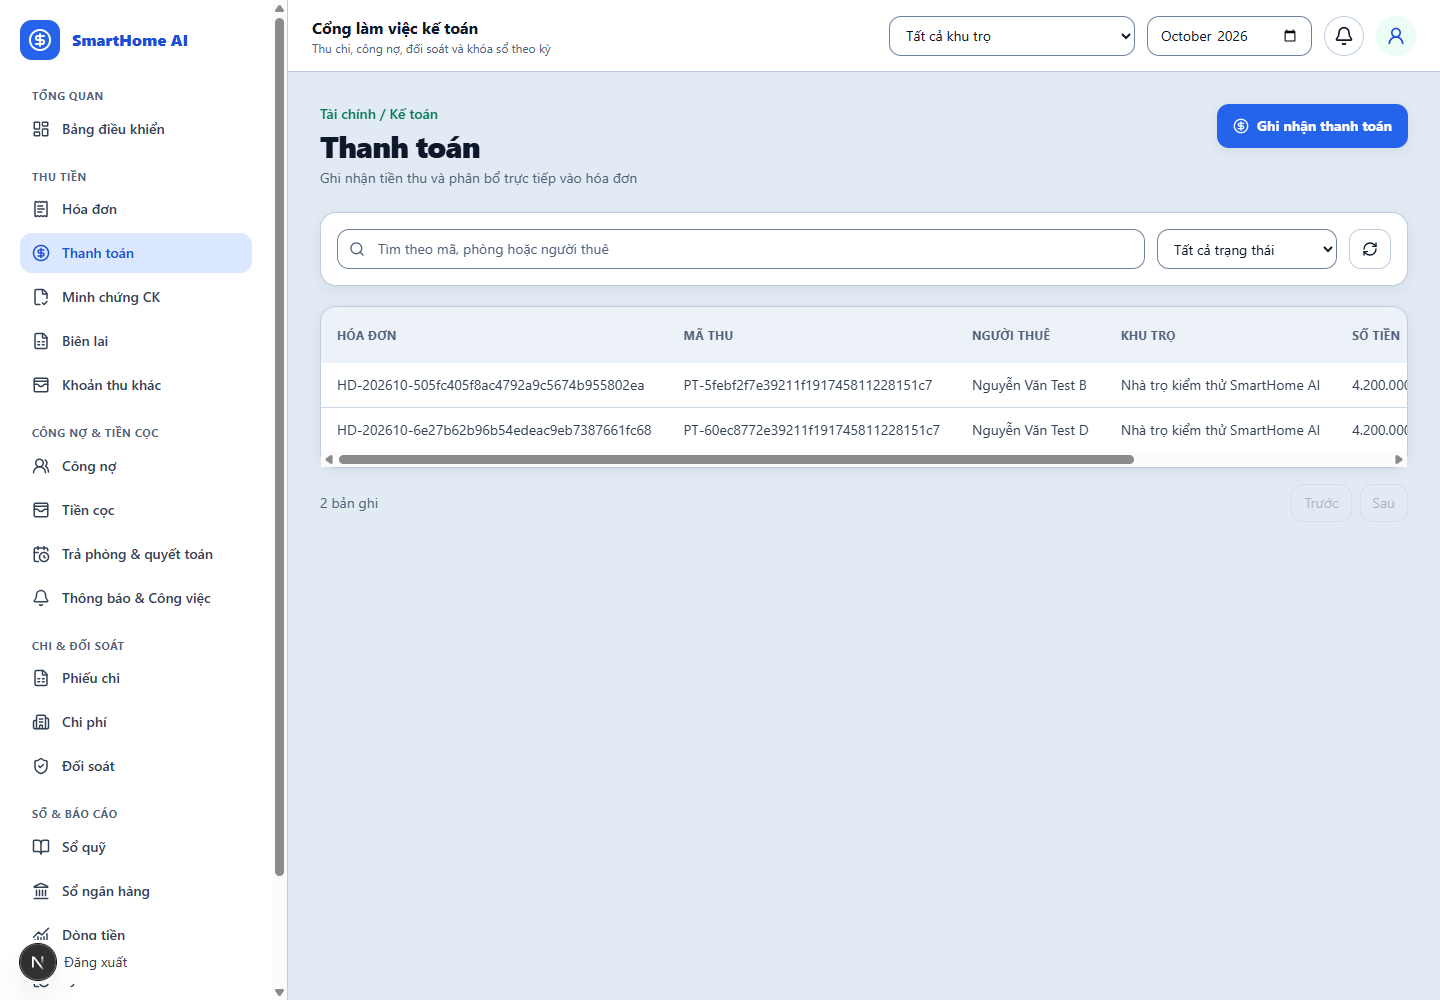 SmartHome AI
TỔNG QUAN
Bảng điều khiển
THU TIỀN
Hóa đơn
Thanh toán
Minh chứng CK
Biên lai
Khoản thu khác
CÔNG NỢ & TIỀN CỌC
Công nợ
Tiền cọc
Trả phòng & quyết toán
Thông báo & Công việc
CHI & ĐỐI SOÁT
Phiếu chi
Chi phí
Đối soát
SỔ & BÁO CÁO
Sổ quỹ
Sổ ngân hàng
Dòng tiền
N
Đăng xuất
Cổng làm việc kế toán
Thu chi, công nợ, đối soát và khóa sổ theo kỳ
Tất cả khu trọ
October 2026
Tài chính / Kế toán
Thanh toán
Ghi nhận tiền thu và phân bổ trực tiếp vào hóa đơn
Ghi nhận thanh toán
Tìm theo mã, phòng hoặc người thuê
Tất cả trạng thái
HÓA ĐƠN MÃ THU NGƯỜI THUÊ KHU TRỌ SỐ TIỀN
HD-202610-505fc405f8ac4792a9c5674b955802ea PT-5febf2f7e39211f191745811228151c7 Nguyễn Văn Test B Nhà trọ kiểm thử SmartHome AI 4.200.000
HD-202610-6e27b62b96b54edeac9eb7387661fc68 PT-60ec8772e39211f191745811228151c7 Nguyễn Văn Test D Nhà trọ kiểm thử SmartHome AI 4.200.000
2 bản ghi
Trước
Sau